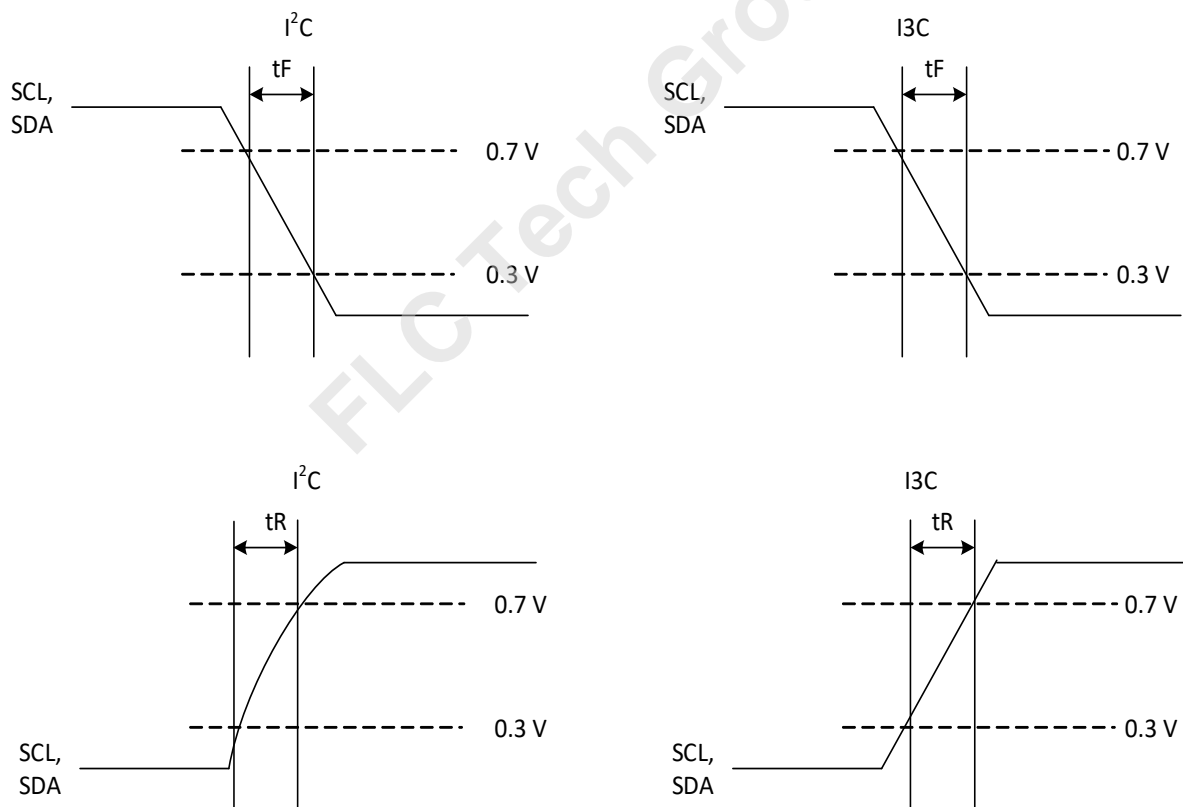 I²C
tF
SCL,
SDA
0.7 V
0.3 V
I3C
tF
SCL,
SDA
0.7 V
0.3 V
FLC Tech Gro
I²C
tR
0.7 V
0.3 V
SCL,
SDA
I3C
tR
0.7 V
0.3 V
SCL,
SDA